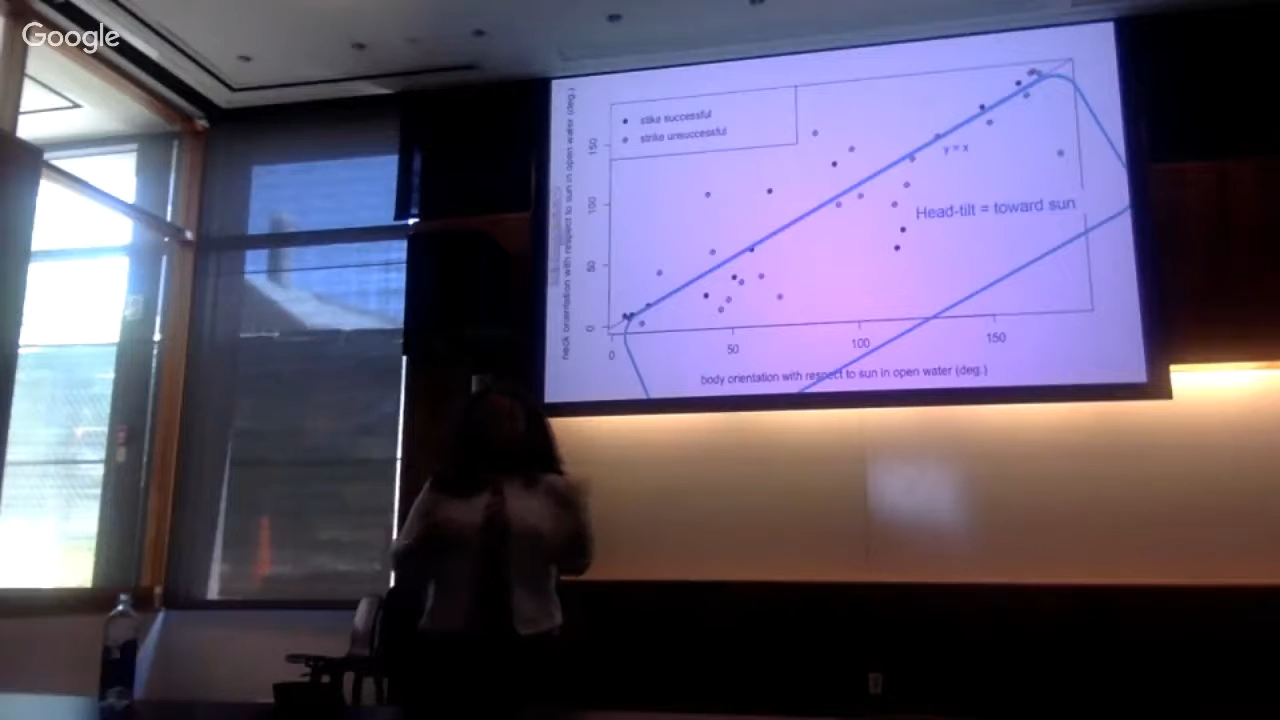 Google
stike successful
strike unsuccessful
neck orientation with respect to sun in open water (deg.)
150
100
50
0
y = x
Head-tilt = toward sun
0
50
100
150
body orientation with respect to sun in open water (deg.)